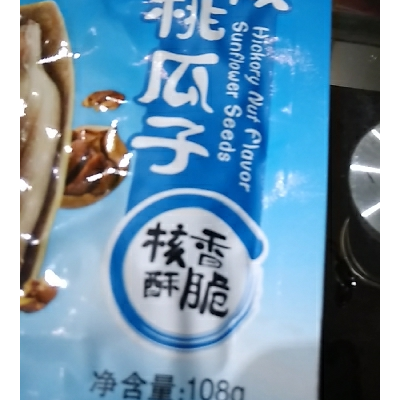 桃瓜子
Hickory Nut Flavor
Sunflower Seeds
核香
酥脆
净含量:108g